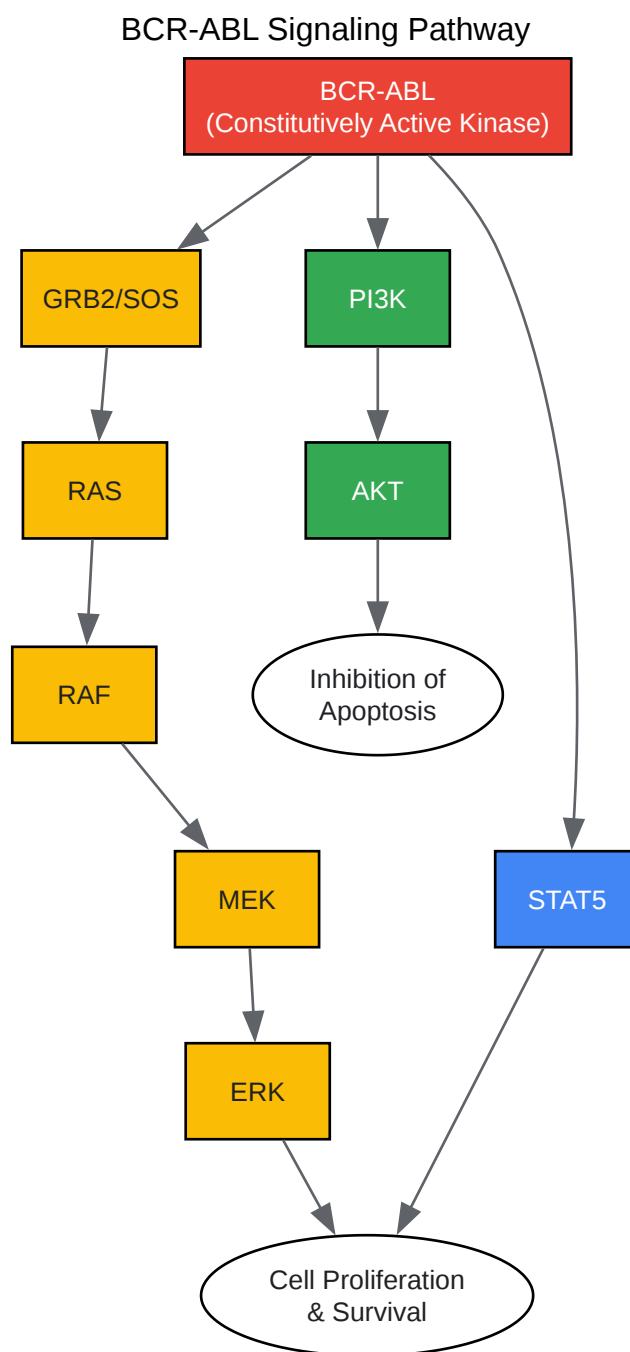 BCR-ABL Signaling Pathway
BCR-ABL
(Constitutively Active Kinase)
GRB2/SOS
PI3K
RAS
AKT
RAF
Inhibition of
Apoptosis
MEK
STAT5
ERK
Cell Proliferation
& Survival